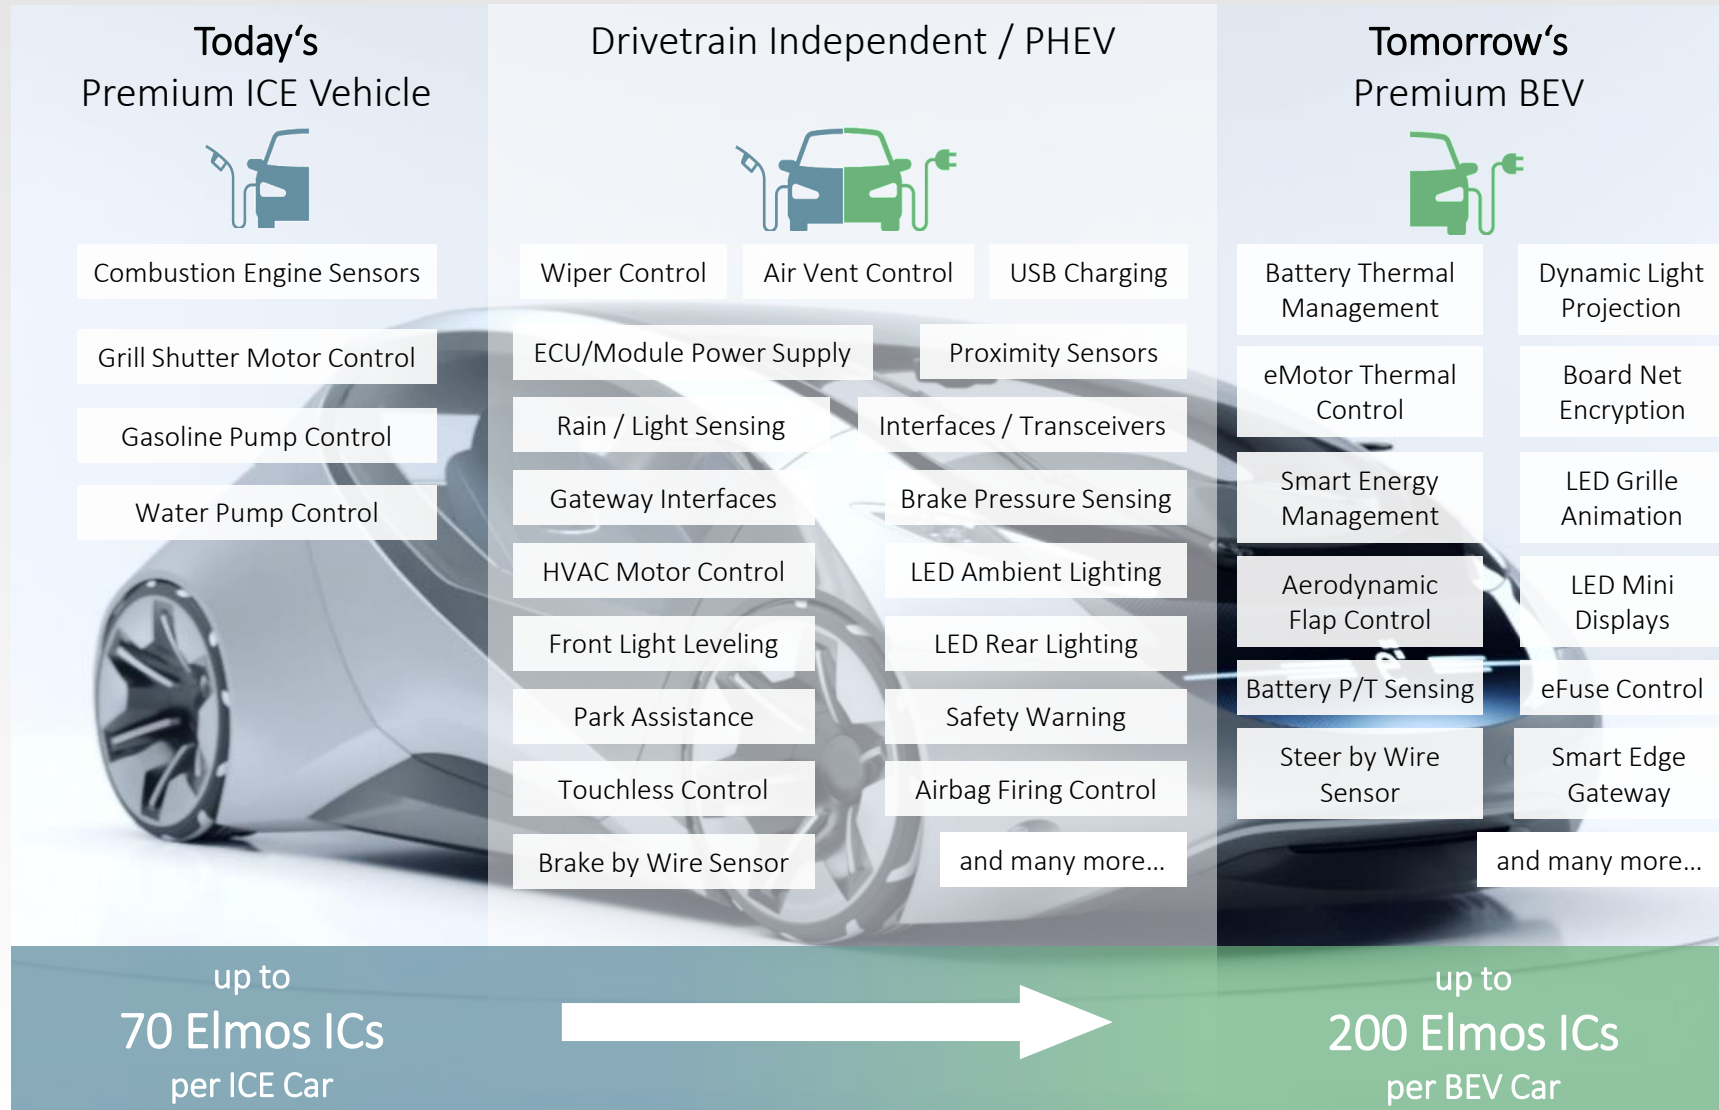 Today‘s
Premium ICE Vehicle
Combustion Engine Sensors
Grill Shutter Motor Control
Gasoline Pump Control
Water Pump Control
Drivetrain Independent / PHEV
Wiper Control
Air Vent Control
USB Charging
ECU/Module Power Supply
Proximity Sensors
Rain / Light Sensing
Interfaces / Transceivers
Gateway Interfaces
Brake Pressure Sensing
HVAC Motor Control
LED Ambient Lighting
Front Light Leveling
LED Rear Lighting
Park Assistance
Safety Warning
Touchless Control
Airbag Firing Control
Brake by Wire Sensor
and many more...
Tomorrow‘s
Premium BEV
Battery Thermal
Management
Dynamic Light
Projection
eMotor Thermal
Control
Board Net
Encryption
Smart Energy
Management
LED Grille
Animation
Aerodynamic
Flap Control
LED Mini
Displays
Battery P/T Sensing
eFuse Control
Steer by Wire
Sensor
Smart Edge
Gateway
and many more...
up to
70 Elmos ICs
per ICE Car
up to
200 Elmos ICs
per BEV Car